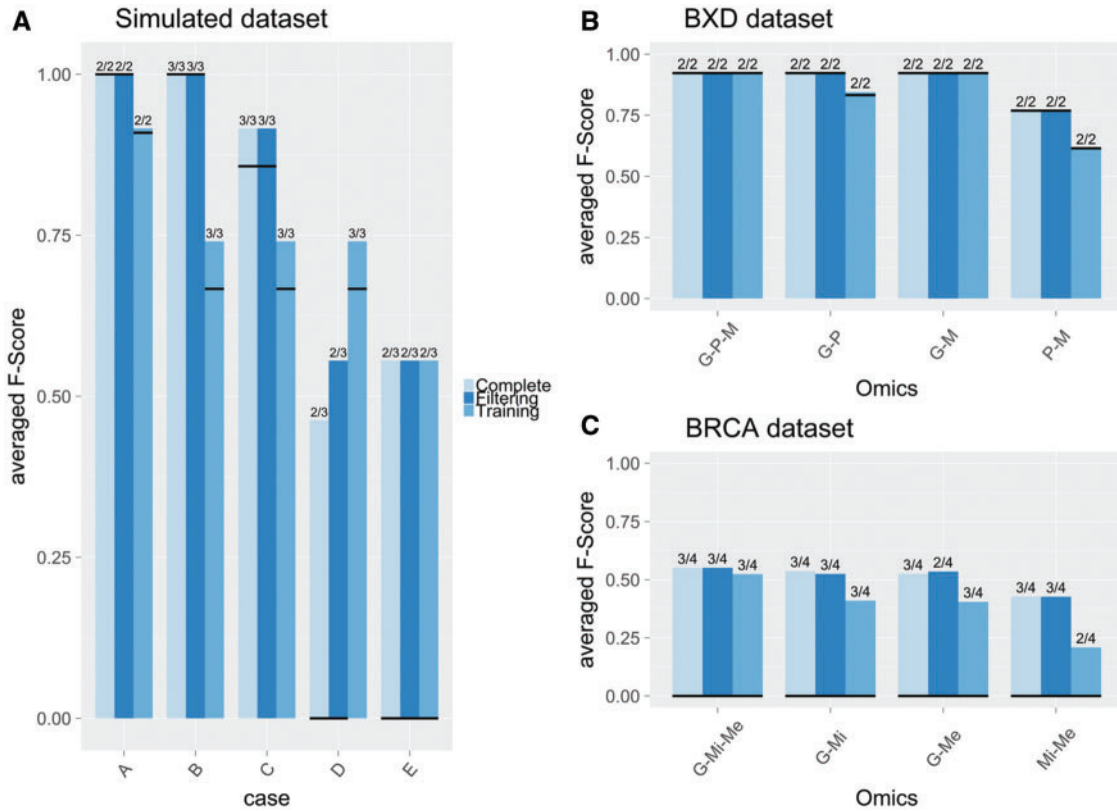 A
Simulated dataset
averaged F-Score
1.00
0.75
0.50
0.25
0.00
2/2 2/2
2/2
3/3 3/3
3/3
3/3 3/3
3/3
2/3
2/3
3/3
2/3 2/3 2/3
A
B
C
D
E
case
Complete
Filtering
Training
B
BXD dataset
averaged F-Score
1.00
0.75
0.50
0.25
0.00
2/2 2/2 2/2
2/2 2/2
2/2
2/2 2/2 2/2
2/2 2/2
2/2
G-P-M
G-P
G-M
P-M
Omics
C
BRCA dataset
averaged F-Score
1.00
0.75
0.50
0.25
0.00
3/4 3/4 3/4
3/4 3/4
3/4
3/4 2/4
3/4
3/4 3/4
2/4
G-Mi-Me
G-Mi
G-Me
Mi-Me
Omics